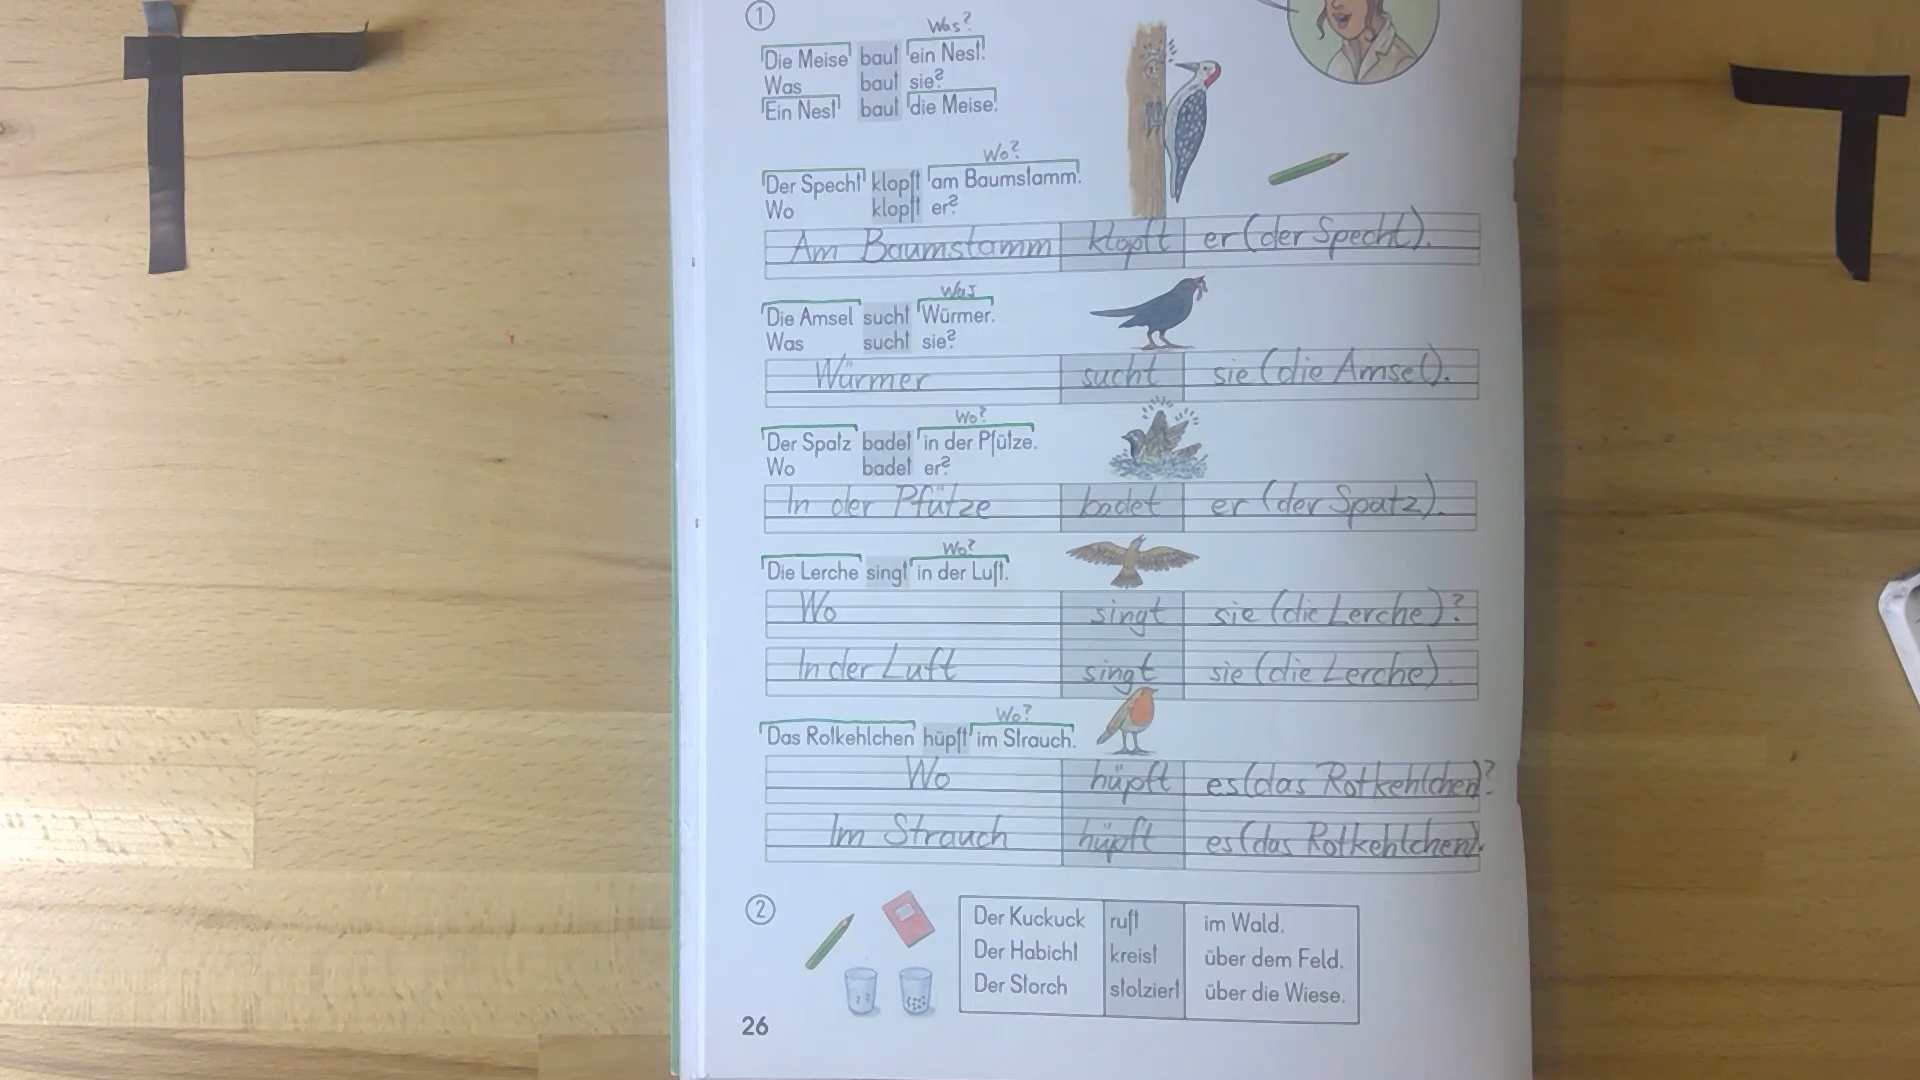 1
Was?
Die Meise baut ein Nest.
Was baut sie?
Ein Nest baut die Meise.
Wo?
Der Specht klopft am Baumstamm.
Wo klopft er?
Am Baumstamm klopft er (der Specht).
Was
Die Amsel sucht Würmer.
Was sucht sie?
Würmer sucht sie (die Amsel).
Wo?
Der Spatz badet in der Pfütze.
Wo badet er?
In der Pfütze badet er (der Spatz).
Wo?
Die Lerche singt in der Luft.
Wo singt sie (die Lerche)?
In der Luft singt sie (die Lerche).
Wo?
Das Rotkehlchen hüpft im Strauch.
Wo hüpft es (das Rotkehlchen)?
Im Strauch hüpft es (das Rotkehlchen).
2
Der Kuckuck ruft im Wald.
Der Habicht kreist über dem Feld.
Der Storch stolziert über die Wiese.
26